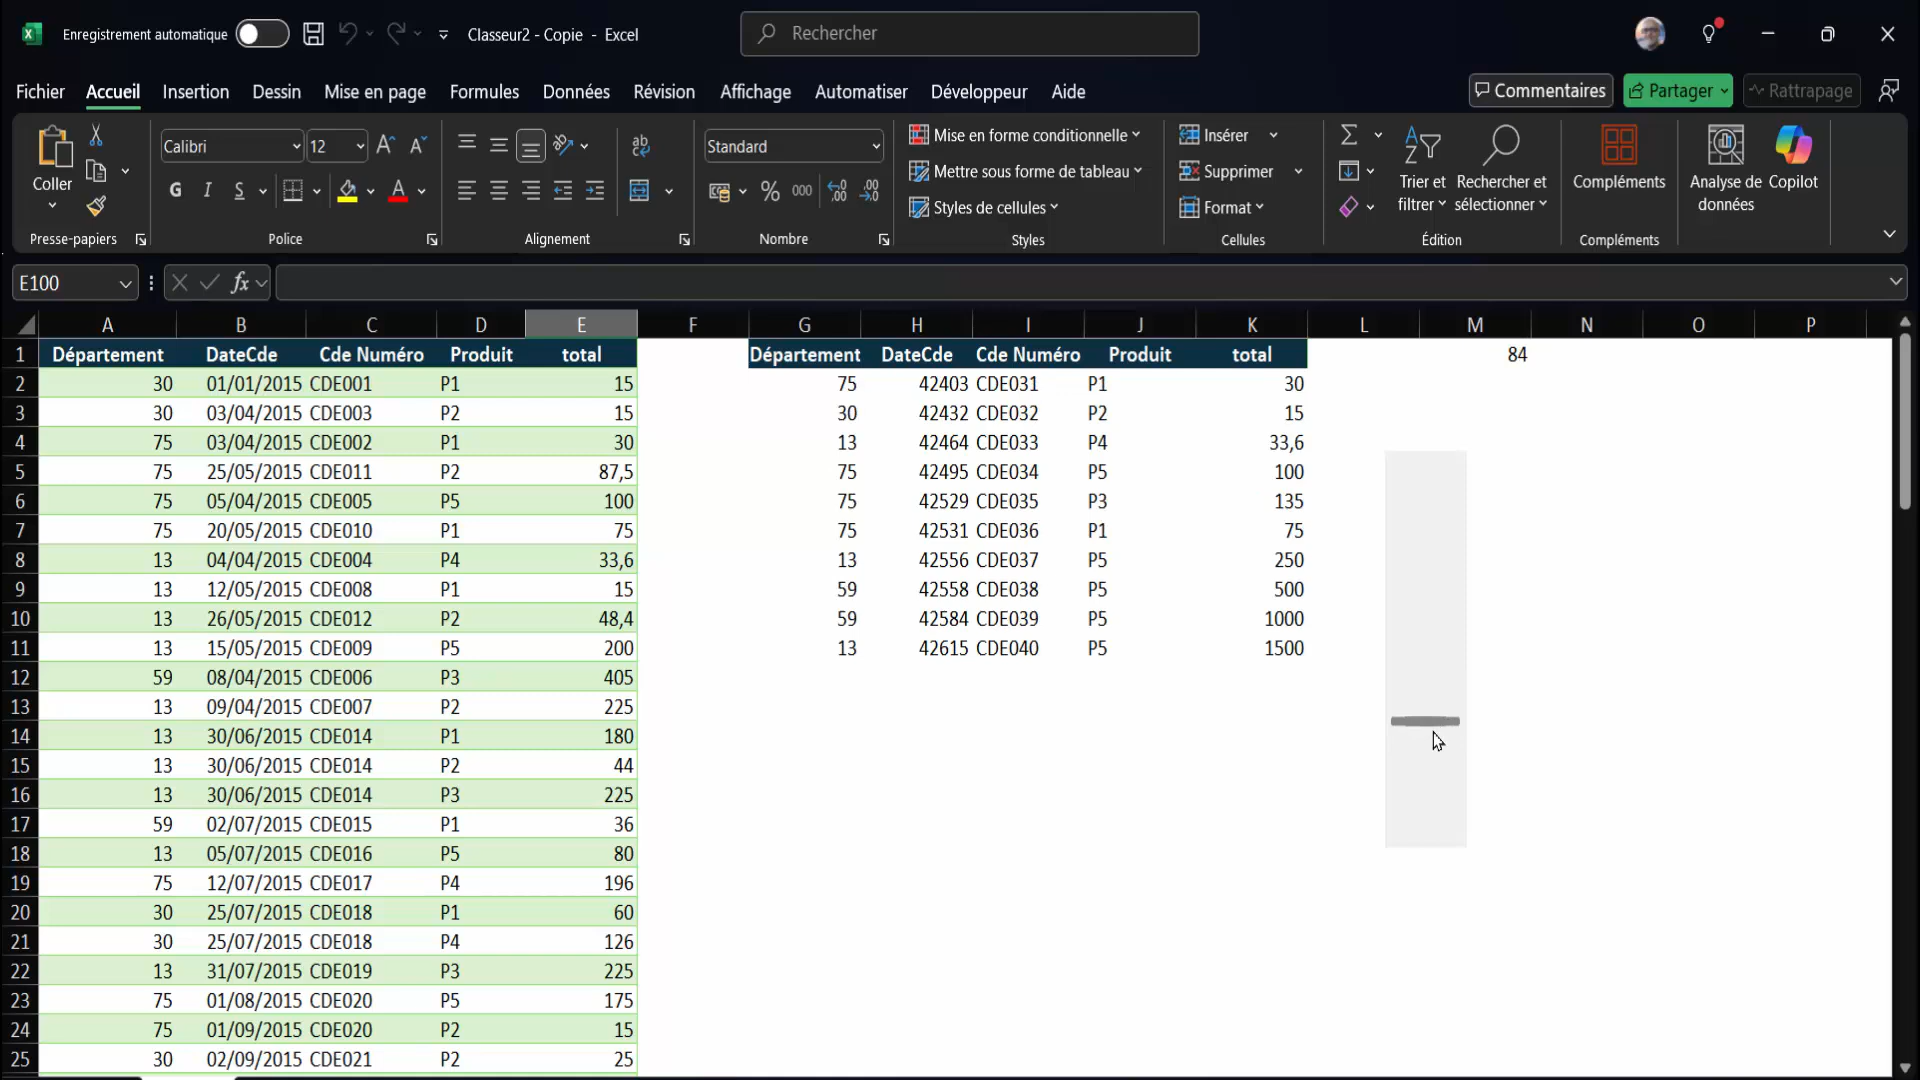 Enregistrement automatique Classeur2 - Copie - Excel Rechercher
Fichier Accueil Insertion Dessin Mise en page Formules Données Révision Affichage Automatiser Développeur Aide Commentaires Partager Rattrapage
Coller
Presse-papiers
Calibri 12
G I S A
Police
ab
Alignement
Standard
% 000
Nombre
Mise en forme conditionnelle
Mettre sous forme de tableau
Styles de cellules
Styles
Insérer
Supprimer
Format
Cellules
Trier et filtrer
Rechercher et sélectionner
Édition
Compléments
Compléments
Analyse de données
Copilot
E100 fx
A B C D E F G H I J K L M N O P
1 Département DateCde Cde Numéro Produit total Département DateCde Cde Numéro Produit total 84
2 30 01/01/2015 CDE001 P1 15 75 42403 CDE031 P1 30
3 30 03/04/2015 CDE003 P2 15 30 42432 CDE032 P2 15
4 75 03/04/2015 CDE002 P1 30 13 42464 CDE033 P4 33,6
5 75 25/05/2015 CDE011 P2 87,5 75 42495 CDE034 P5 100
6 75 05/04/2015 CDE005 P5 100 75 42529 CDE035 P3 135
7 75 20/05/2015 CDE010 P1 75 75 42531 CDE036 P1 75
8 13 04/04/2015 CDE004 P4 33,6 13 42556 CDE037 P5 250
9 13 12/05/2015 CDE008 P1 15 59 42558 CDE038 P5 500
10 13 26/05/2015 CDE012 P2 48,4 59 42584 CDE039 P5 1000
11 13 15/05/2015 CDE009 P5 200 13 42615 CDE040 P5 1500
12 59 08/04/2015 CDE006 P3 405
13 13 09/04/2015 CDE007 P2 225
14 13 30/06/2015 CDE014 P1 180
15 13 30/06/2015 CDE014 P2 44
16 13 30/06/2015 CDE014 P3 225
17 59 02/07/2015 CDE015 P1 36
18 13 05/07/2015 CDE016 P5 80
19 75 12/07/2015 CDE017 P4 196
20 30 25/07/2015 CDE018 P1 60
21 30 25/07/2015 CDE018 P4 126
22 13 31/07/2015 CDE019 P3 225
23 75 01/08/2015 CDE020 P5 175
24 75 01/09/2015 CDE020 P2 15
25 30 02/09/2015 CDE021 P2 25